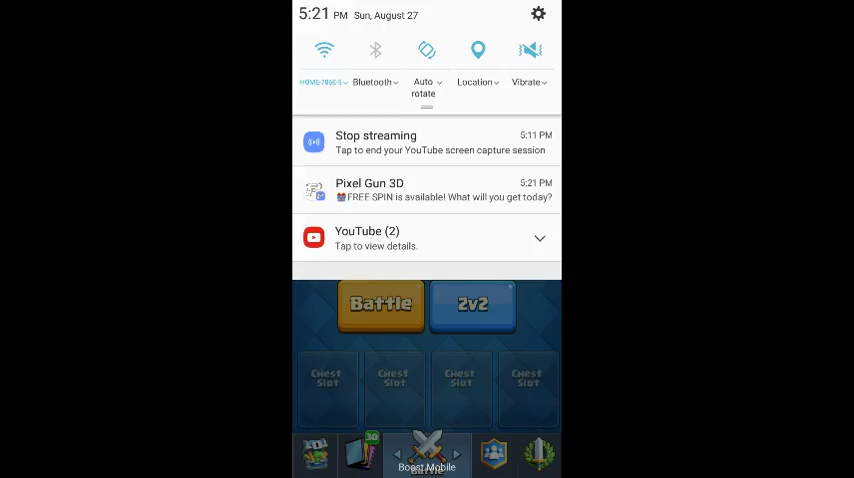 5:21 PM Sun, August 27
Bluetooth
Auto rotate
Location
Vibrate
Stop streaming 5:11 PM
Tap to end your YouTube screen capture session
Pixel Gun 3D 5:21 PM
FREE SPIN is available! What will you get today?
YouTube (2)
Tap to view details.
Battle 2v2
Chest Slot Chest Slot Chest Slot Chest Slot
30
Battle
Boost Mobile